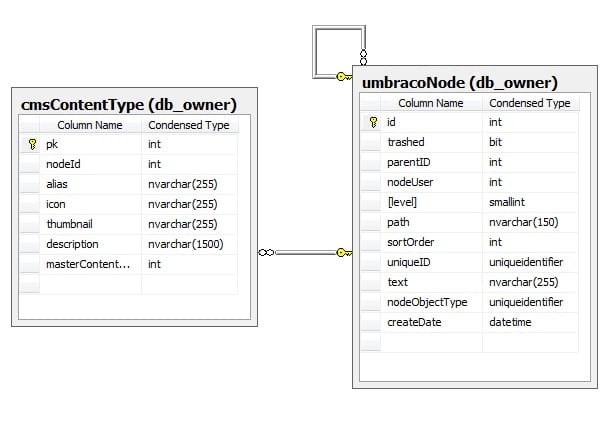 cmsContentType (db_owner)
Column Name Condensed Type
pk int
nodeId int
alias nvarchar(255)
icon nvarchar(255)
thumbnail nvarchar(255)
description nvarchar(1500)
masterContent... int
umbracoNode (db_owner)
Column Name Condensed Type
id int
trashed bit
parentID int
nodeUser int
[level] smallint
path nvarchar(150)
sortOrder int
uniqueID uniqueidentifier
text nvarchar(255)
nodeObjectType uniqueidentifier
createDate datetime